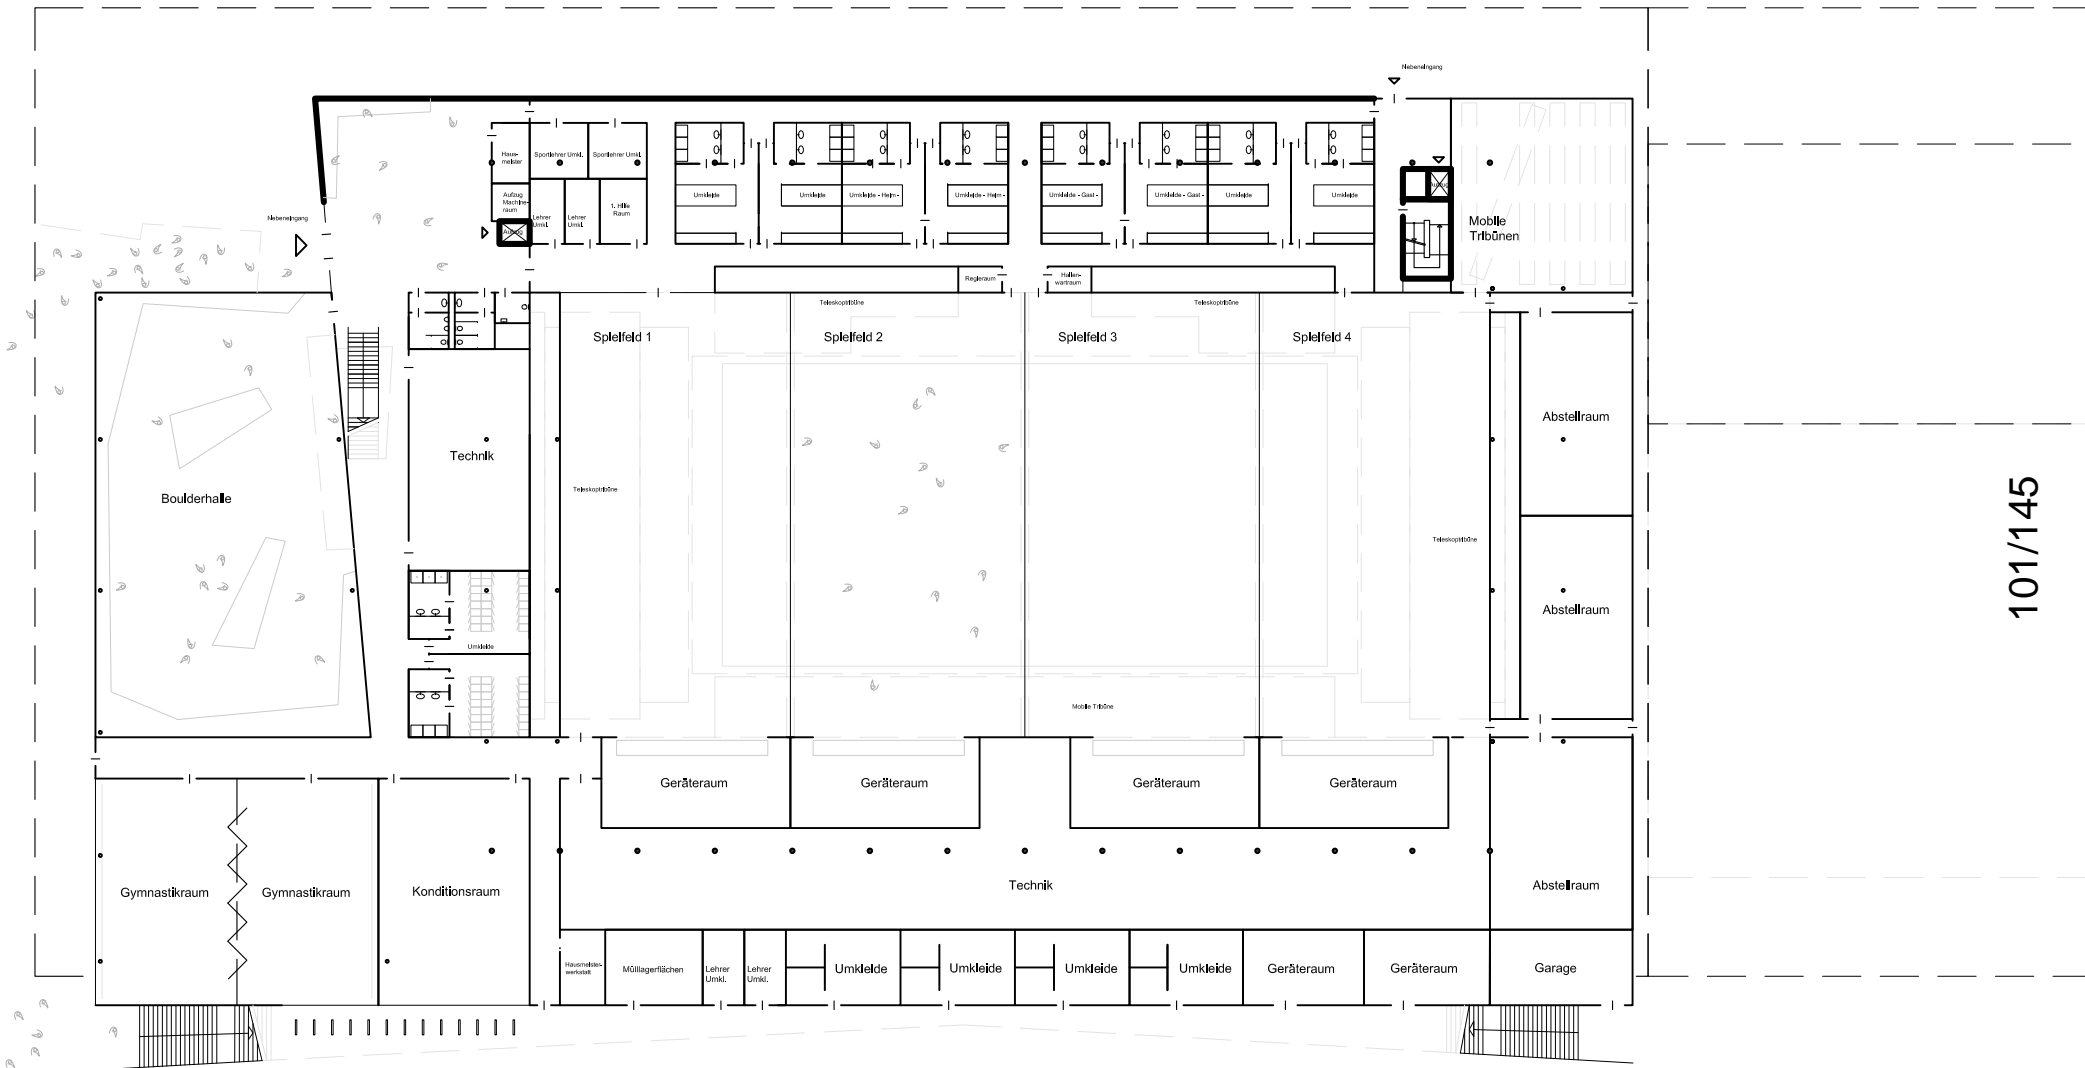 Nebeneingang
Haus-
meister
Sportlehrer Umkl.
Sportlehrer Umkl.
Aufzug
Machine-
raum
Lehrer
Umkl.
Lehrer
Umkl.
1. Hilfe
Raum
Aufzug
Umkleide
Umkleide
Umkleide - Heim -
Umkleide - Heim -
Umkleide - Gast -
Umkleide - Gast -
Umkleide
Umkleide
Aufzug
Mobile
Tribünen
Nebeneingang
Regieraum
Hallen-
wartraum
Teleskoptribüne
Teleskoptribüne
Spielfeld 1
Spielfeld 2
Spielfeld 3
Spielfeld 4
Abstellraum
Technik
Boulderhalle
Teleskoptribüne
Teleskoptribüne
101/145
Abstellraum
Umkleide
Mobile Tribüne
Geräteraum
Geräteraum
Geräteraum
Geräteraum
Gymnastikraum
Gymnastikraum
Konditionsraum
Technik
Abstellraum
Hausmeister-
werkstatt
Mülllagerflächen
Lehrer
Umkl.
Lehrer
Umkl.
Umkleide
Umkleide
Umkleide
Umkleide
Geräteraum
Geräteraum
Garage